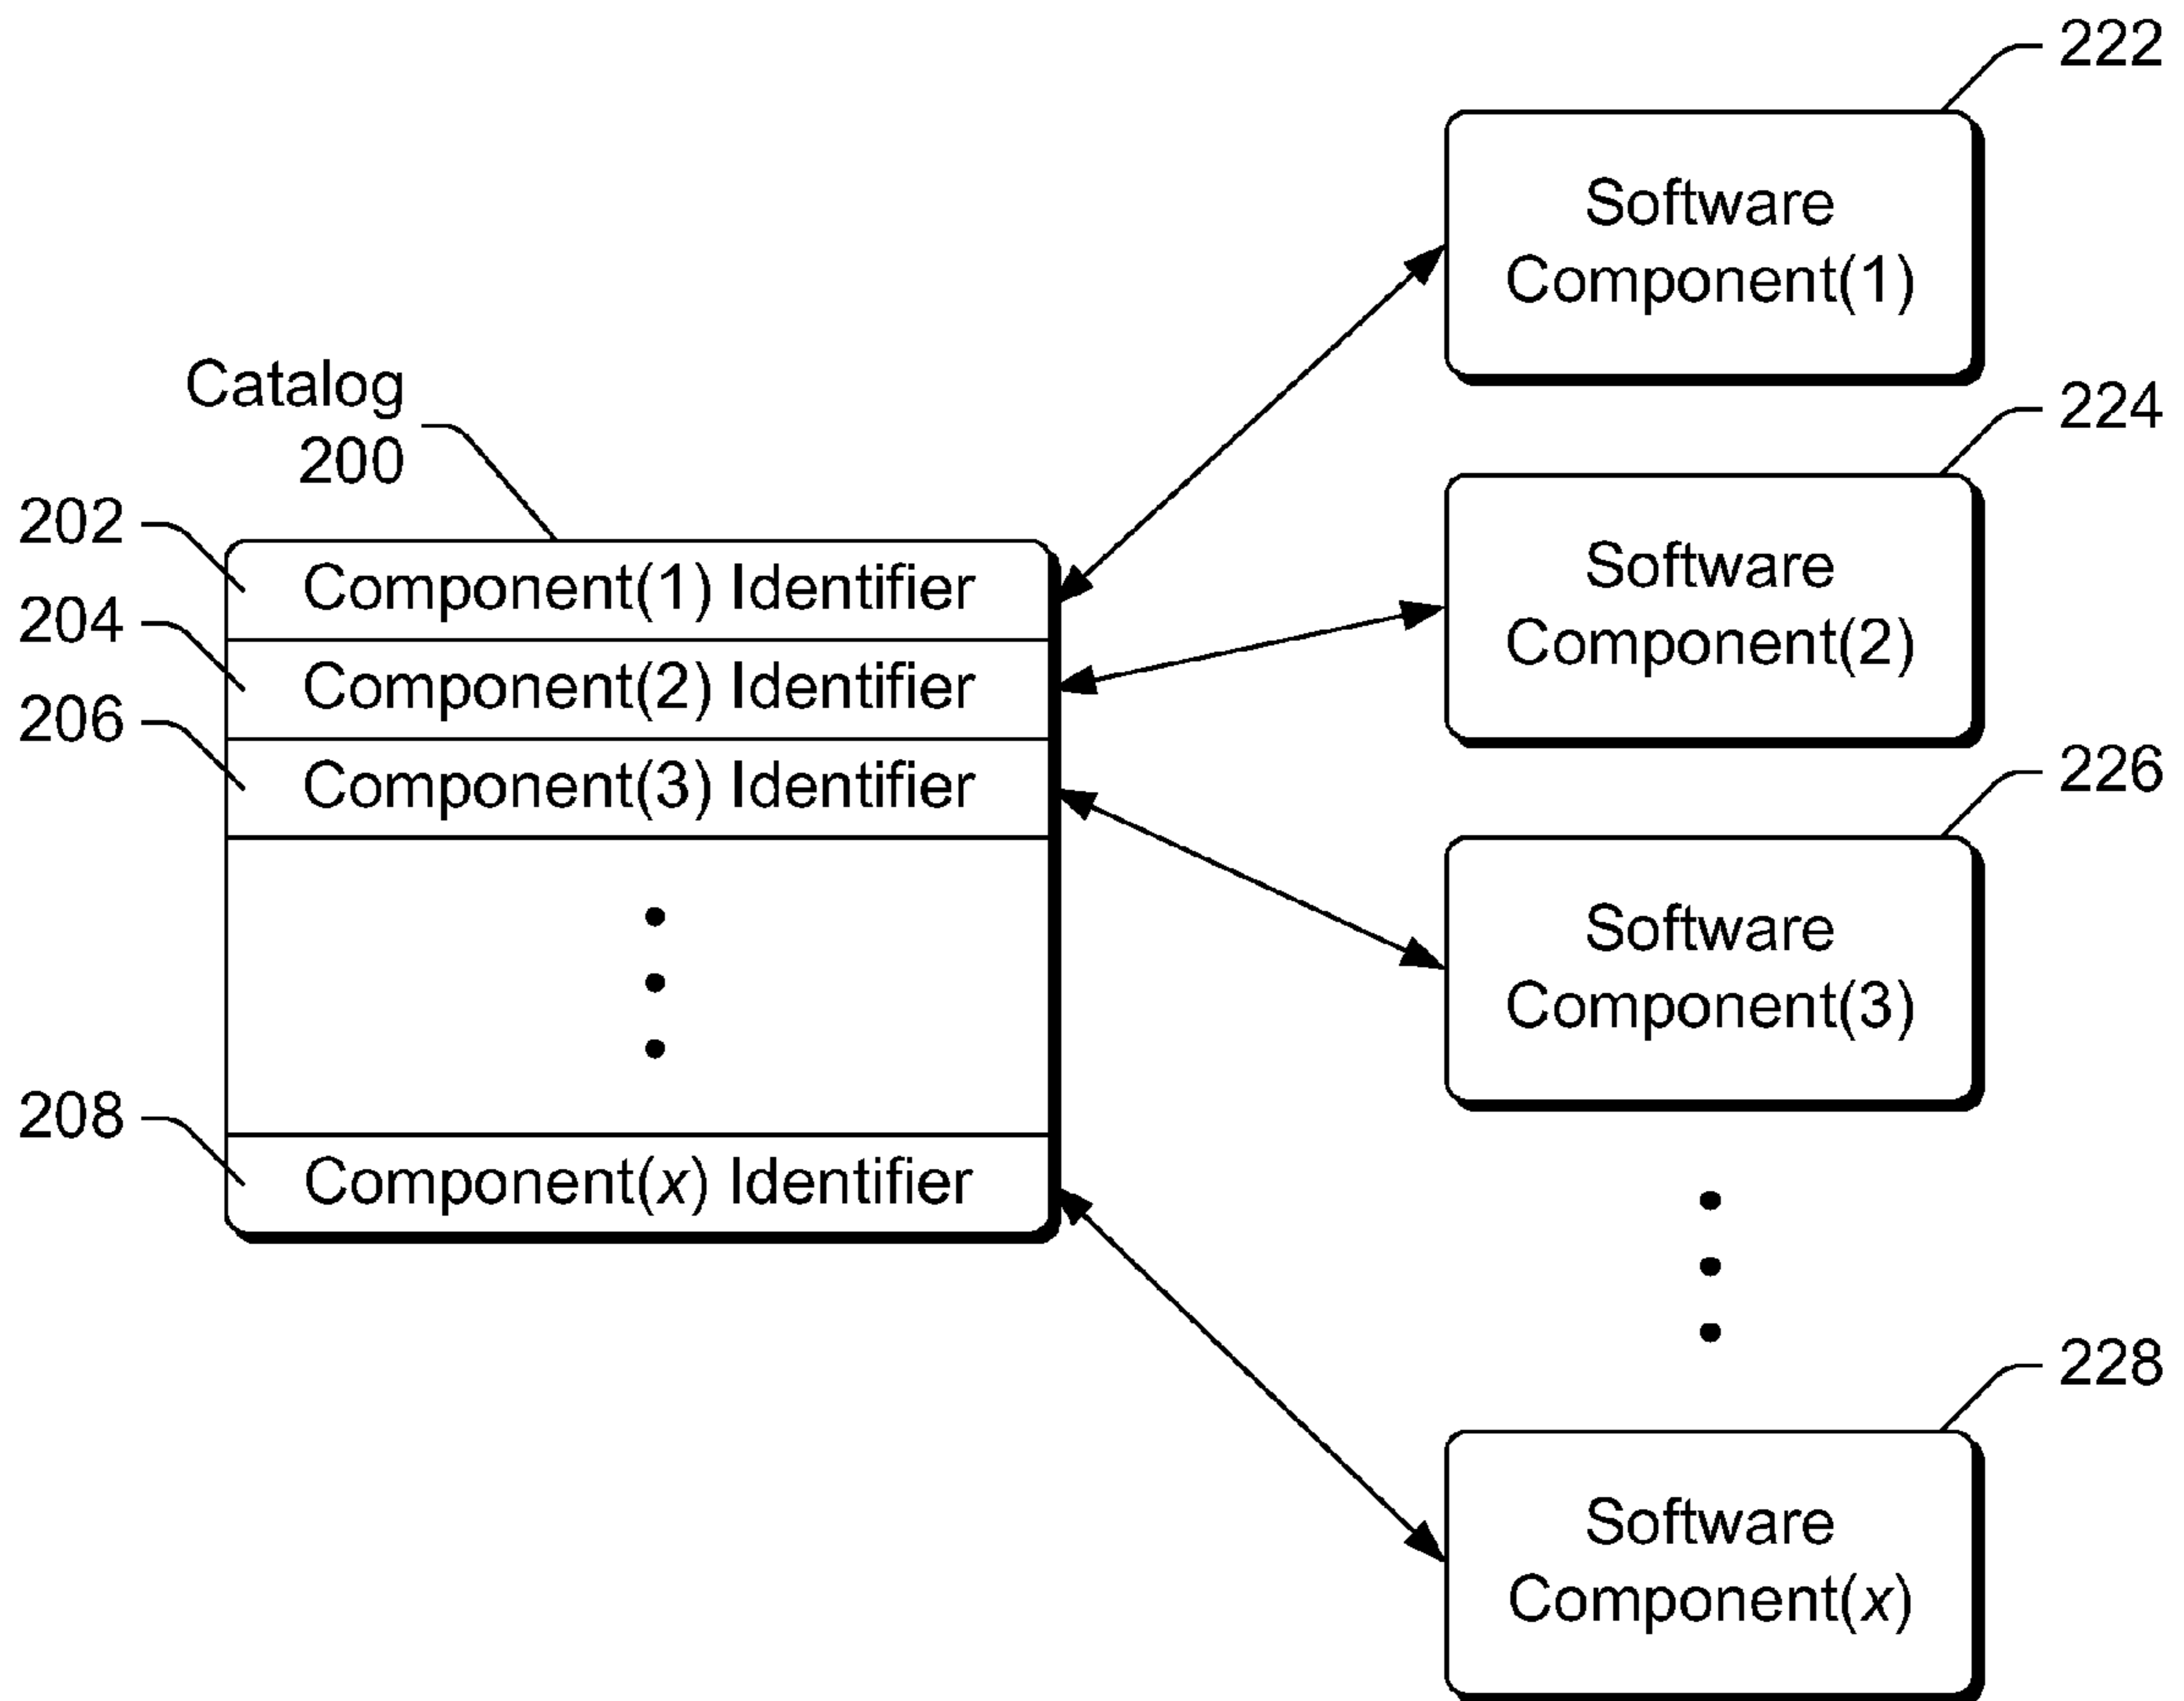 222
Software
Component(1)
Catalog
200
224
202
Component(1) Identifier
Software
Component(2)
204
Component(2) Identifier
206
Component(3) Identifier
226
Software
Component(3)
208
Component(x) Identifier
228
Software
Component(x)